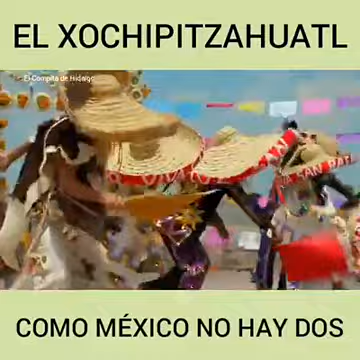 EL XOCHIPITZAHUATL
El Compita de Hidalgo
COMO MÉXICO NO HAY DOS